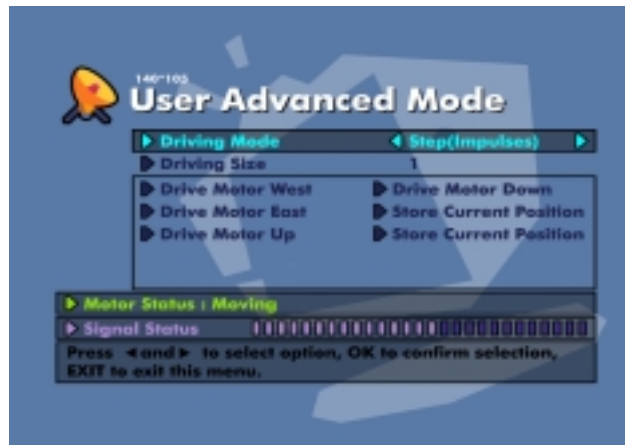 140*105
User Advanced Mode
Driving Mode Step(Impulses)
Driving Size 1
Drive Motor West Drive Motor Down
Drive Motor East Store Current Position
Drive Motor Up Store Current Position
Motor Status : Moving
Signal Status
Press ◄ and ► to select option, OK to confirm selection,
EXIT to exit this menu.